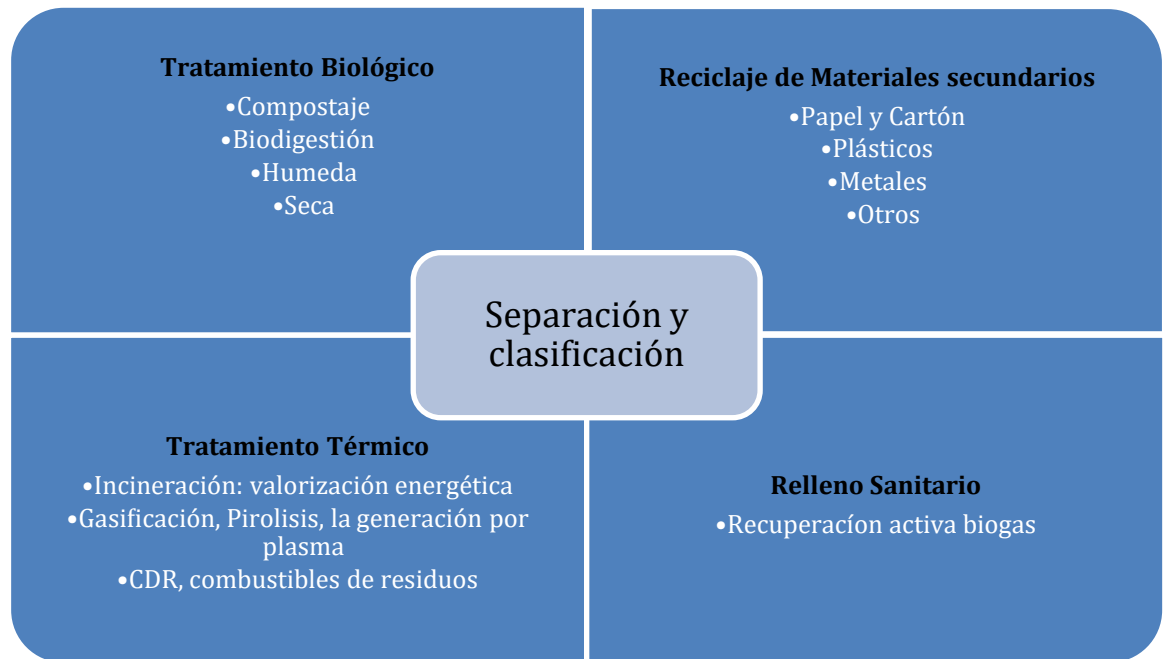 Tratamiento Biológico
•Compostaje
•Biodigestión
•Humeda
•Seca
Reciclaje de Materiales secundarios
•Papel y Cartón
•Plásticos
•Metales
•Otros
Separación y
clasificación
Tratamiento Térmico
•Incineración: valorización energética
•Gasificación, Pirolisis, la generación por
plasma
•CDR, combustibles de residuos
Relleno Sanitario
•Recuperacíon activa biogas